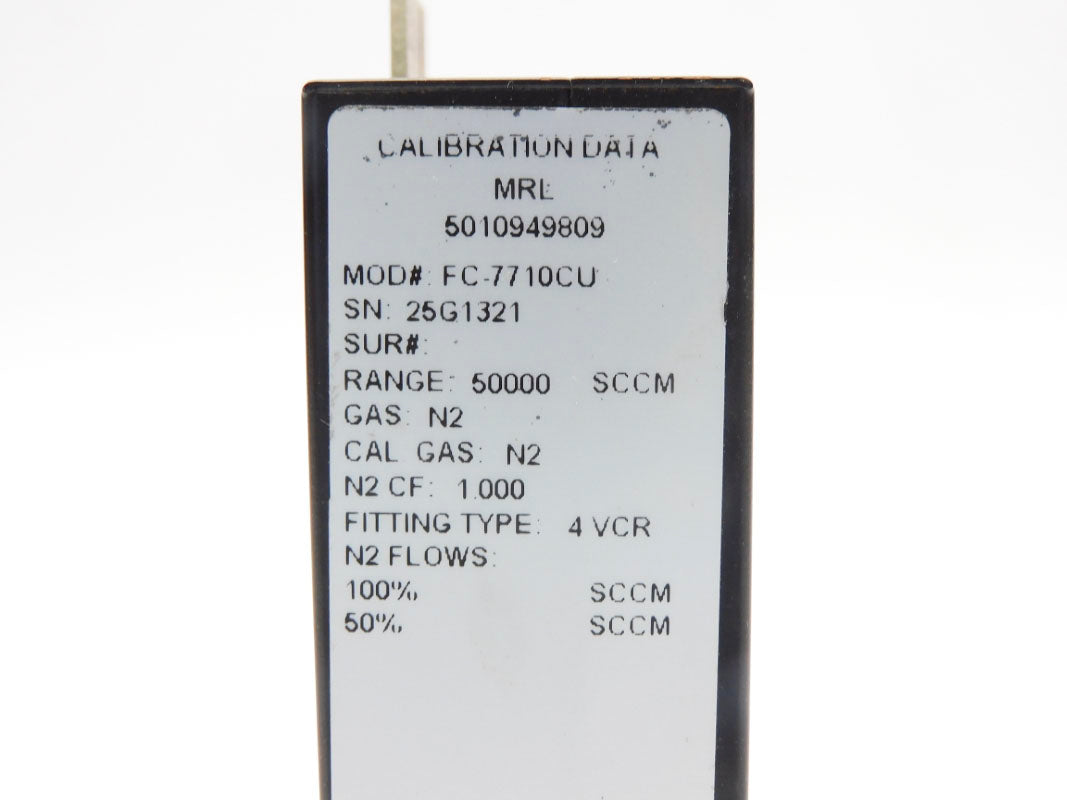 CALIBRATION DATA
MRL
5010949809
MOD#: FC-7710CU
SN: 25G1321
SUR#:
RANGE: 50000 SCCM
GAS: N2
CAL GAS: N2
N2 CF: 1.000
FITTING TYPE: 4 VCR
N2 FLOWS:
100% SCCM
50% SCCM